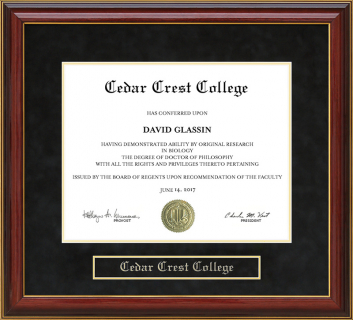 Cedar Crest College
HAS CONFERRED UPON
DAVID GLASSIN
HAVING DEMONSTRATED ABILITY BY ORIGINAL RESEARCH
IN BIOLOGY
THE DEGREE OF DOCTOR OF PHILOSOPHY
WITH ALL THE RIGHTS AND PRIVILEGES THERETO PERTAINING
ISSUED BY THE BOARD OF REGENTS UPON RECOMMENDATION OF THE FACULTY
JUNE 14, 2017
PROVOST
PRESIDENT
Cedar Crest College